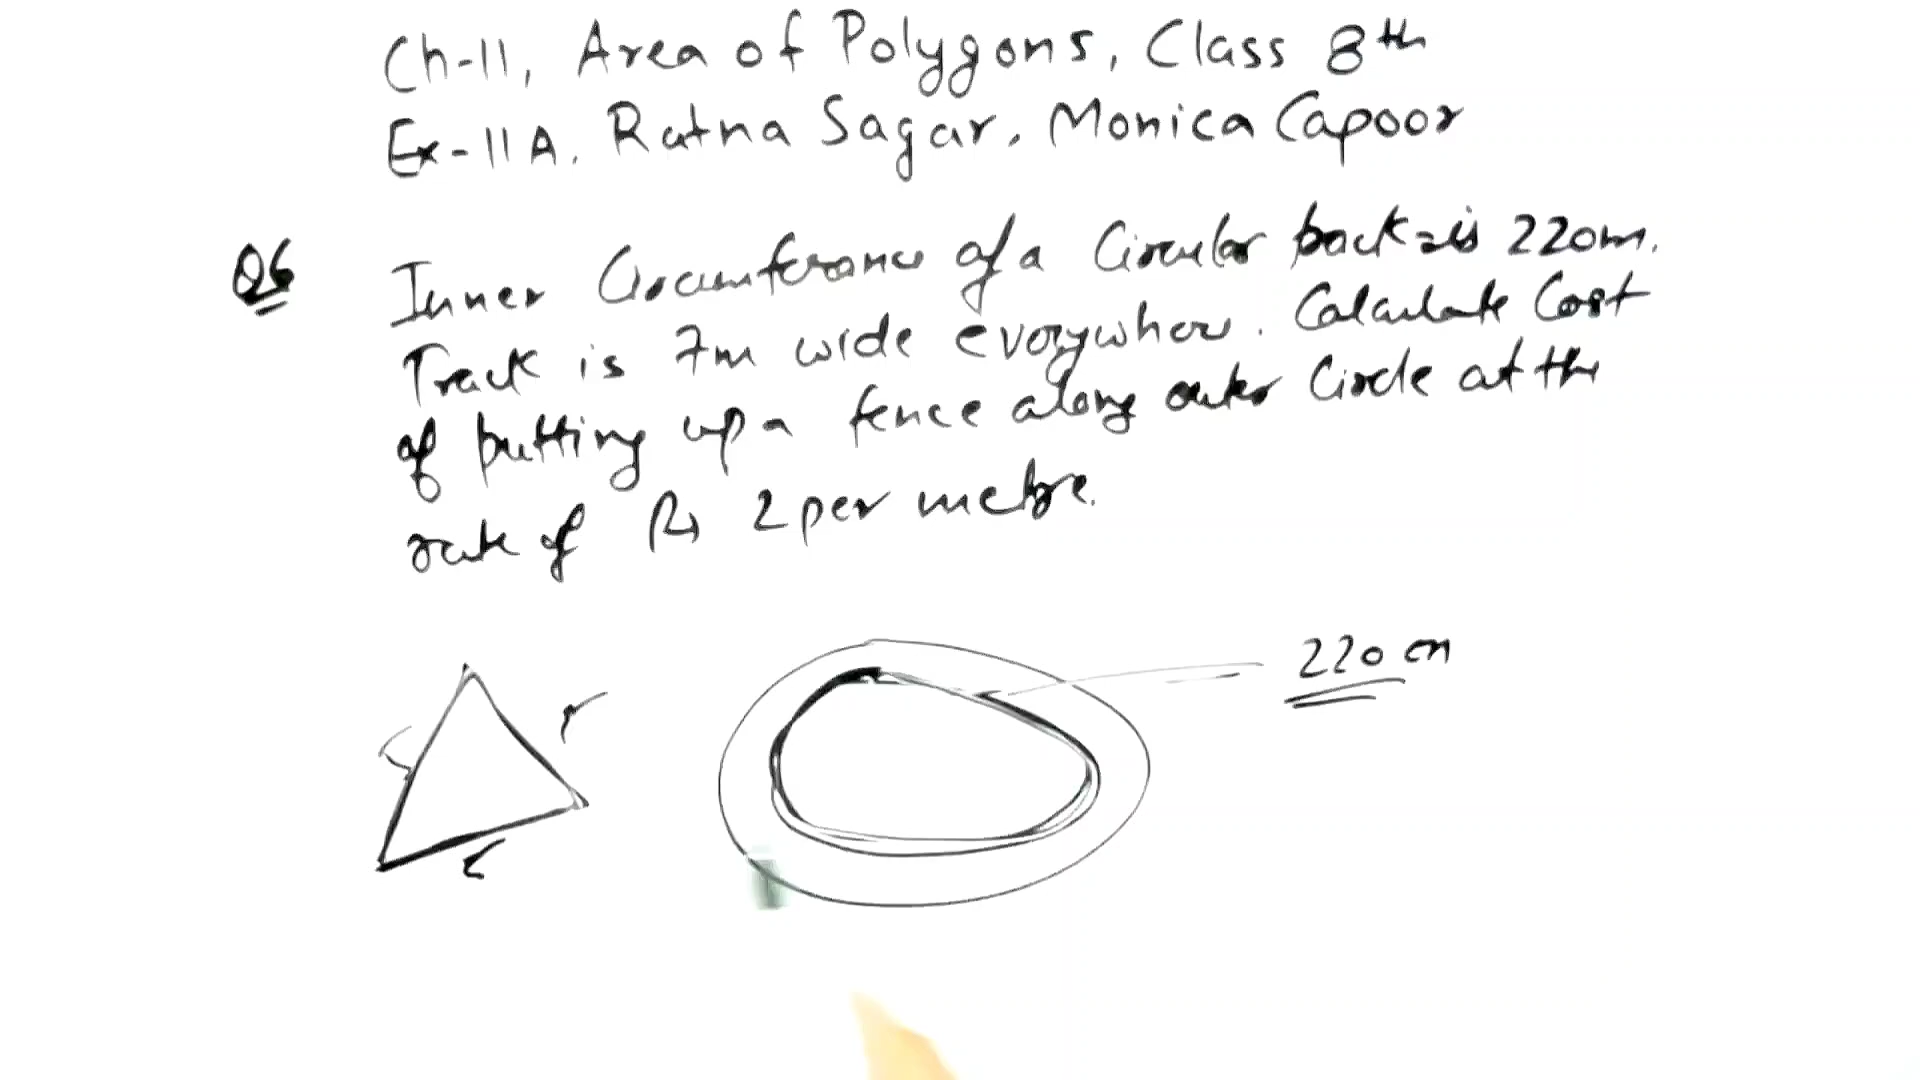 Ch-11, Area of Polygons, Class 8th
Ex-11A. Ratna Sagar. Monica Capoor
Q6
Inner Circumference of a Circular is 220m.
Track is 7m wide everywhere. Calculate Cost
of putting up a fence along outer Circle at the
rate of Rs 2 per metre.
220 cm